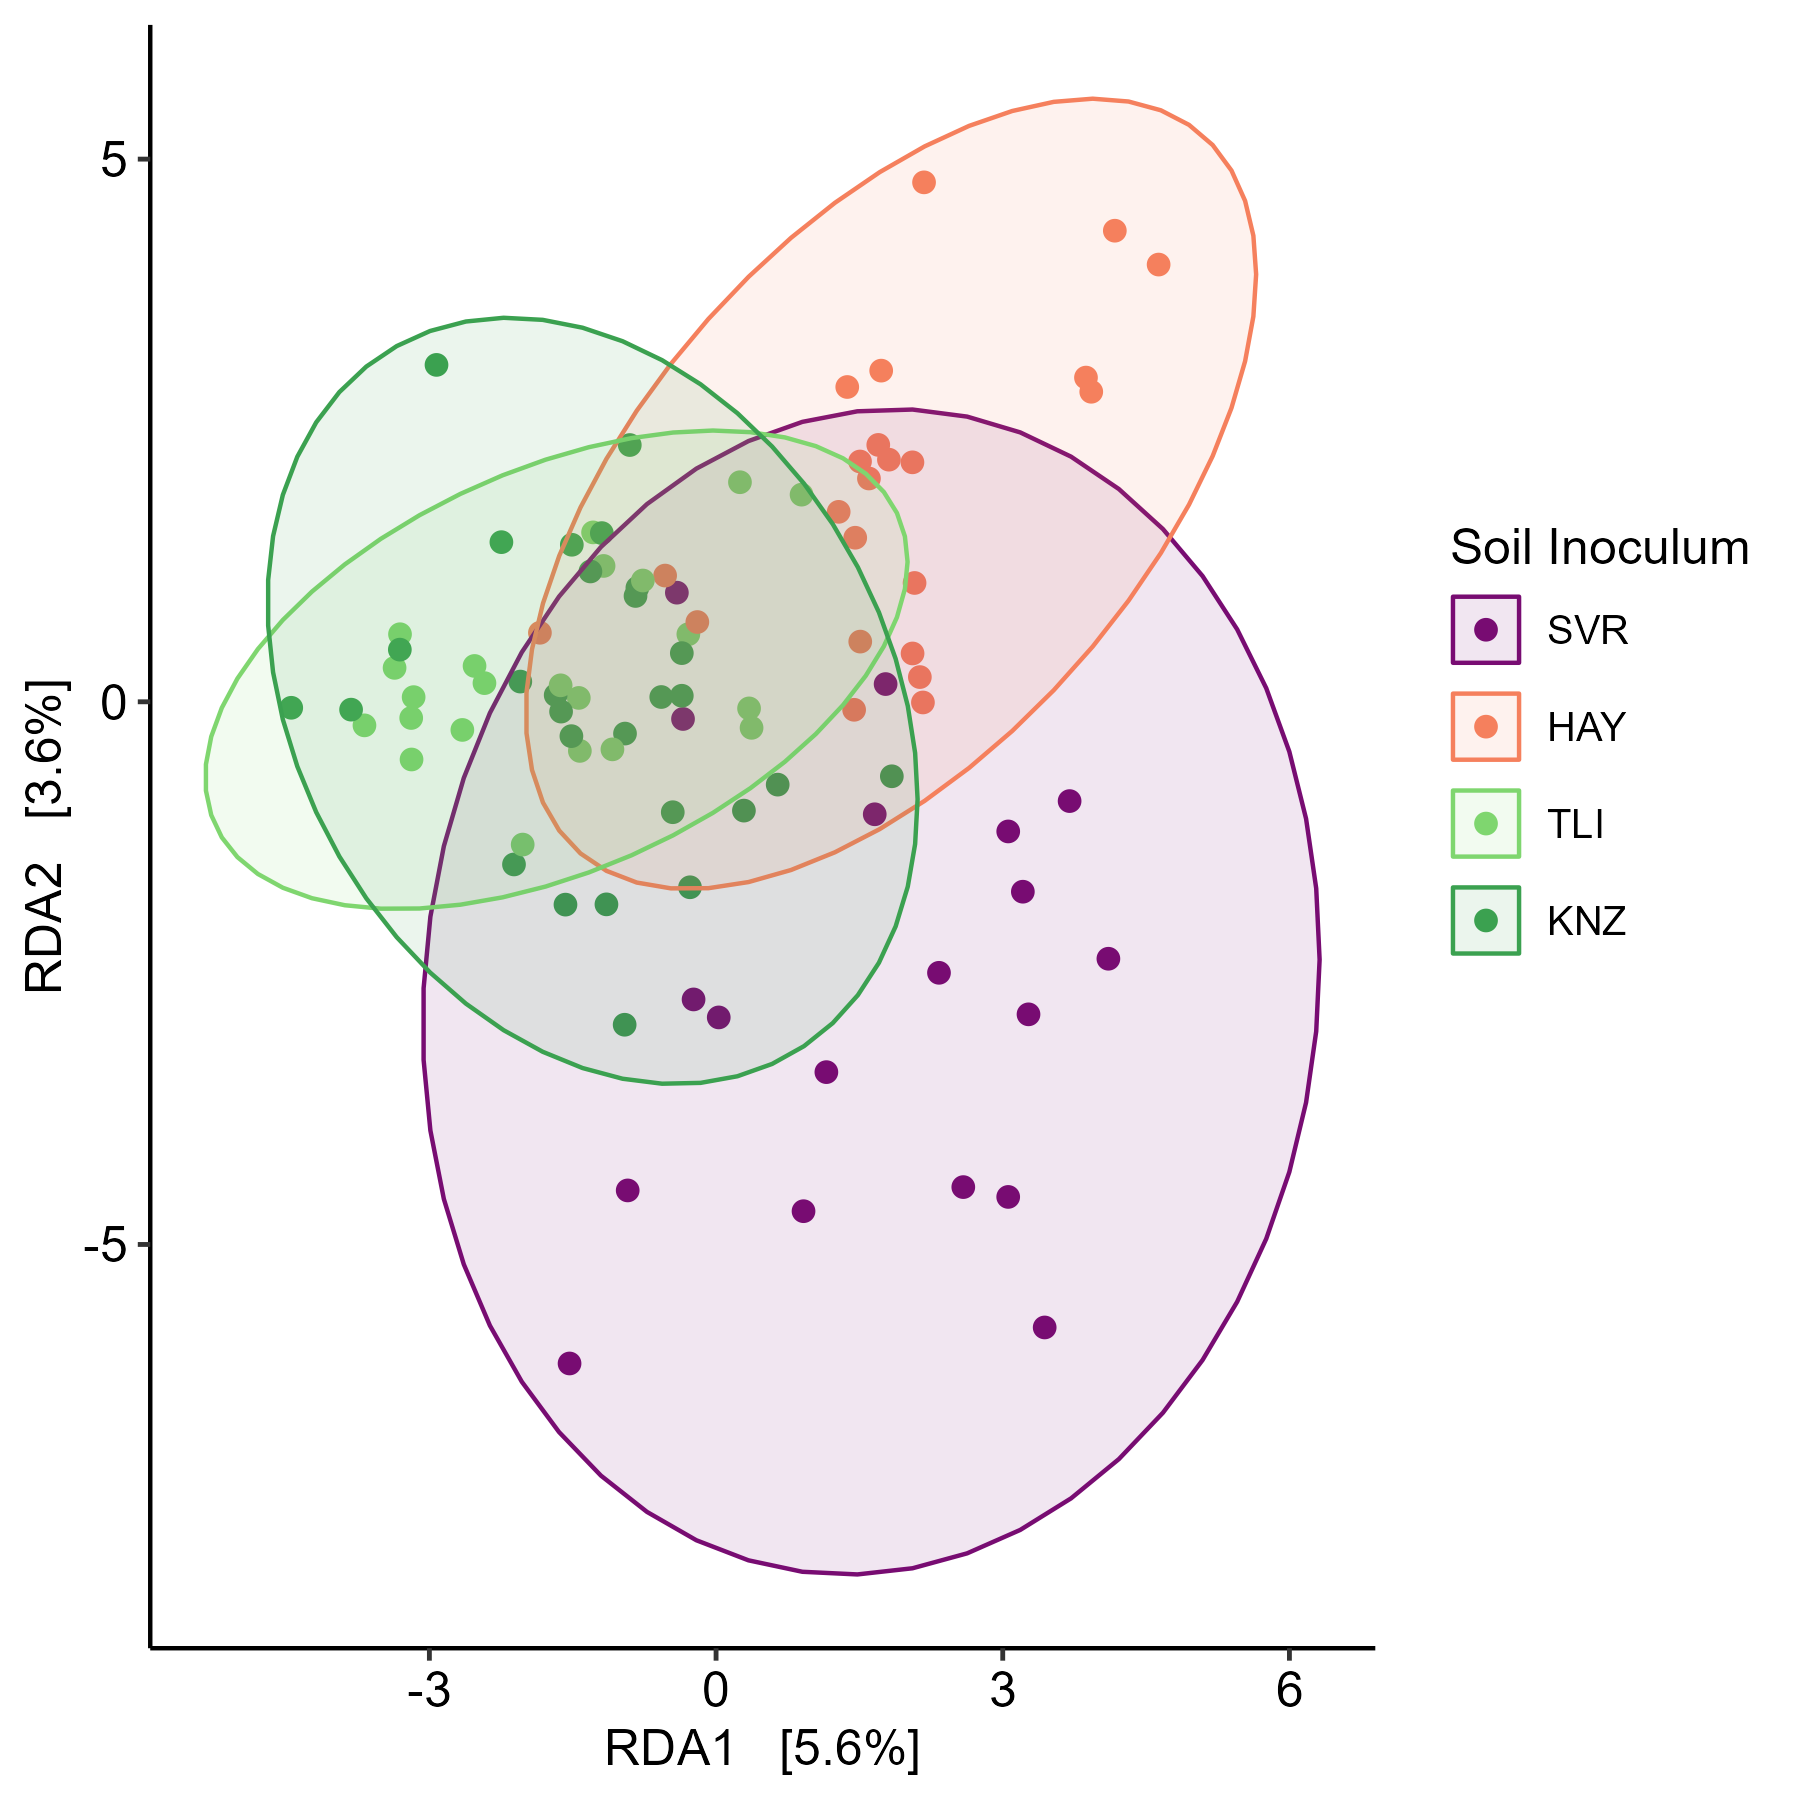 5
0
-5
RDA2 [3.6%]
-3 0 3 6
RDA1 [5.6%]
Soil Inoculum
SVR
HAY
TLI
KNZ